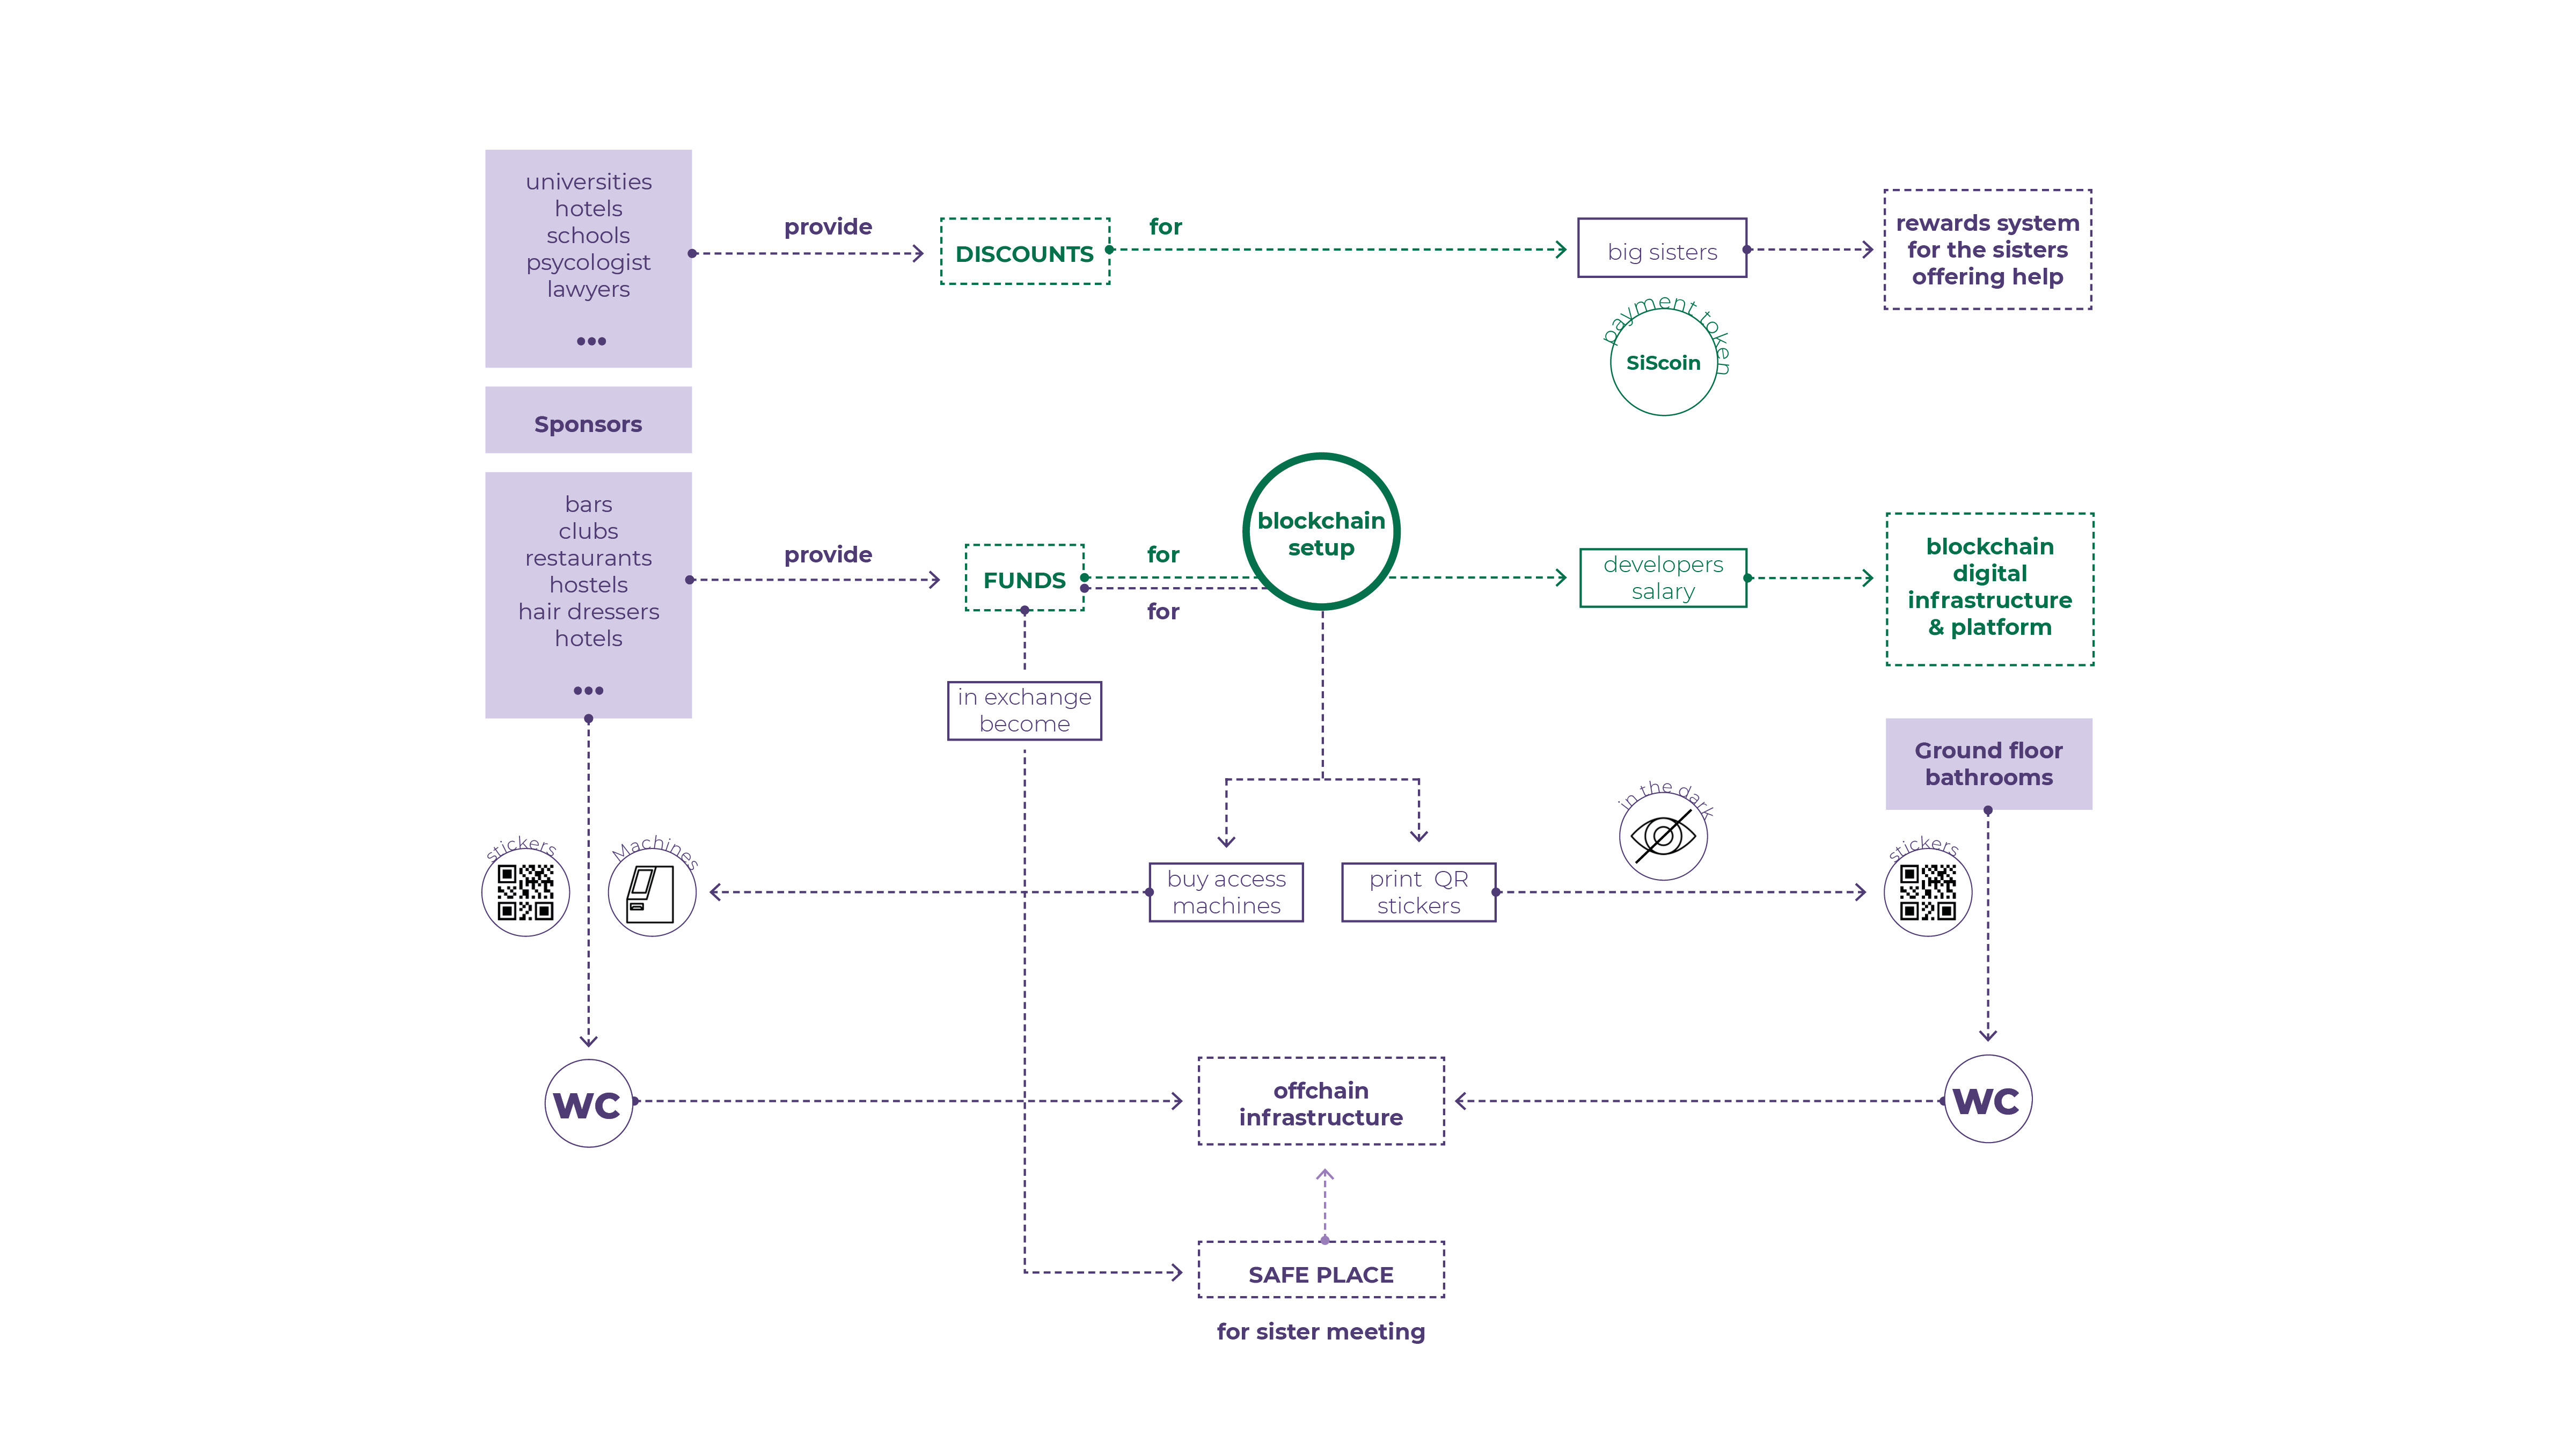 universities
hotels
schools
psycologist
lawyers
•••
provide
DISCOUNTS
for
big sisters
rewards system
for the sisters
offering help
payment token
SiScoin
Sponsors
bars
clubs
restaurants
hostels
hair dressers
hotels
•••
provide
FUNDS
for
for
blockchain
setup
developers
salary
blockchain
digital
infrastructure
& platform
in exchange
become
Ground floor
bathrooms
stickers
Machines
buy access
machines
print QR
stickers
in the dark
stickers
WC
offchain
infrastructure
WC
SAFE PLACE
for sister meeting